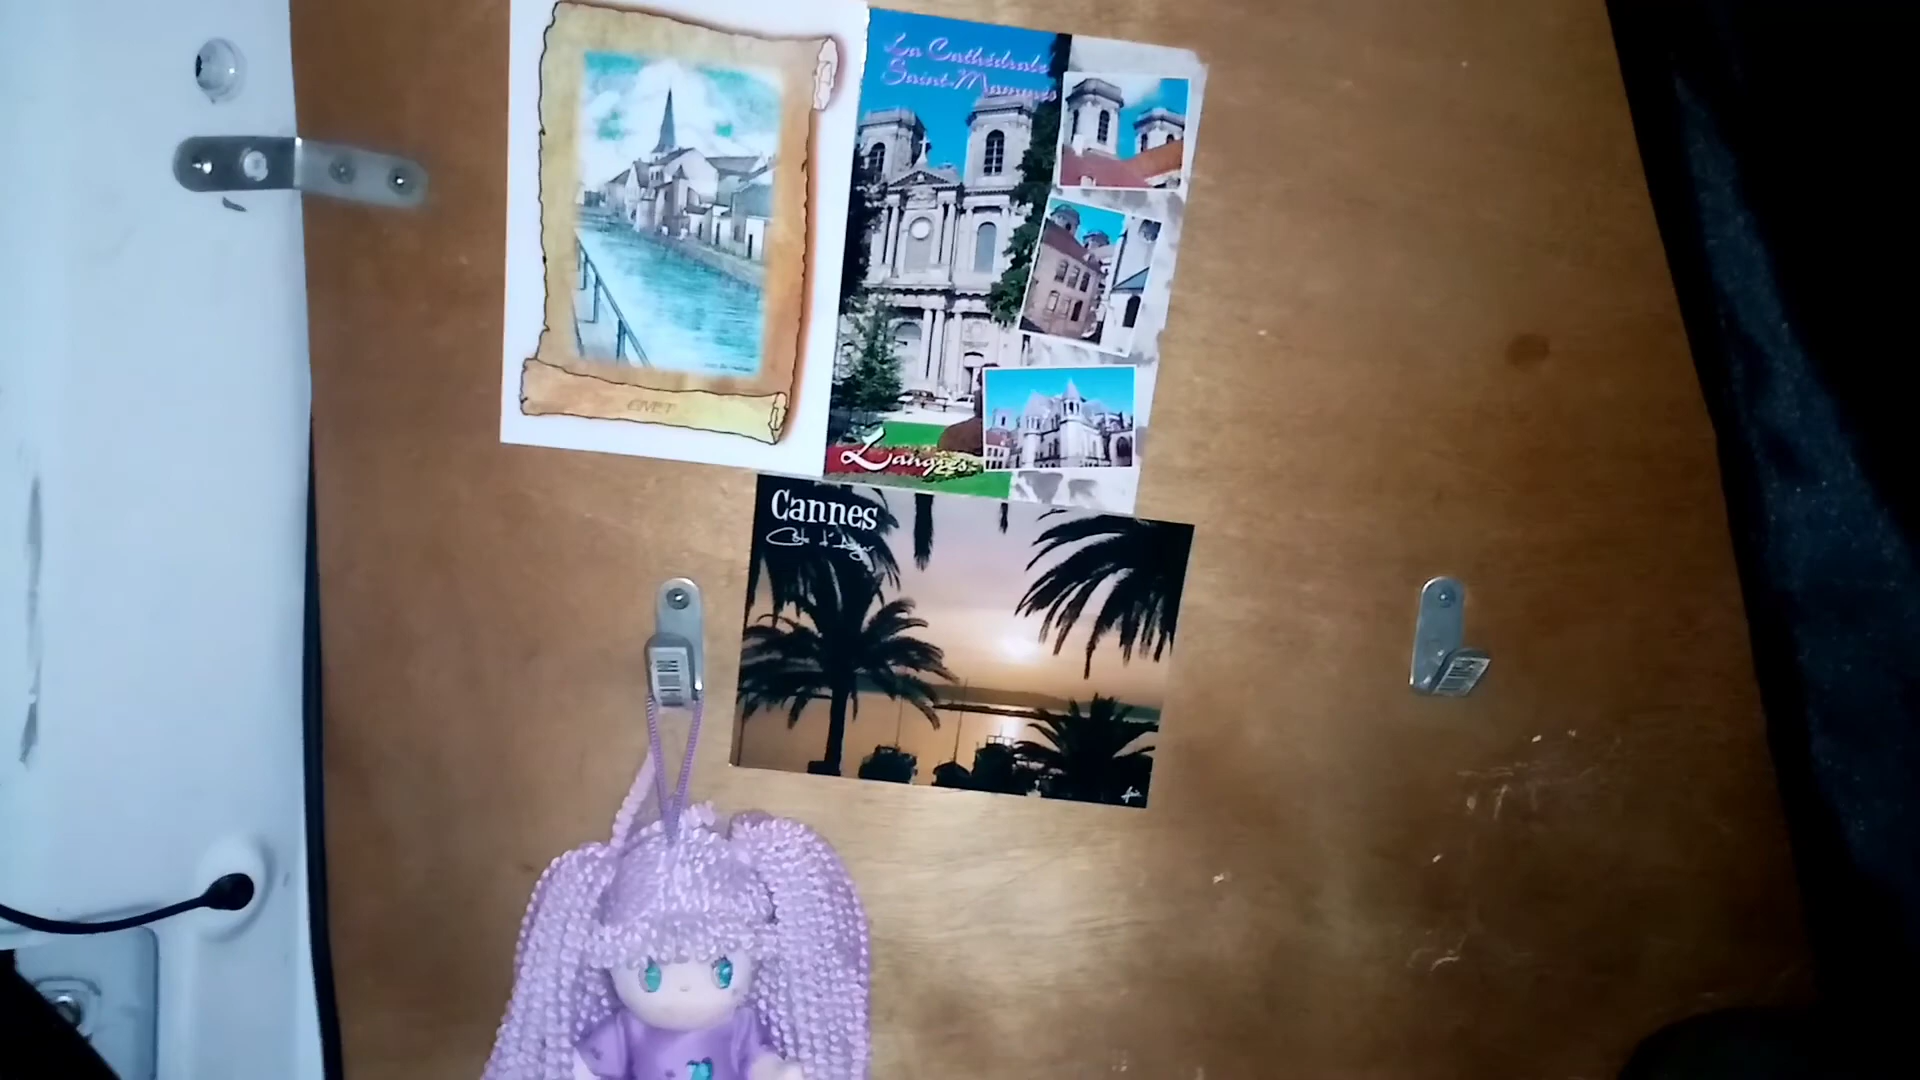 GIVET
La Cathédrale
Saint-Mammès
Langres
Cannes
Côte d'Azur